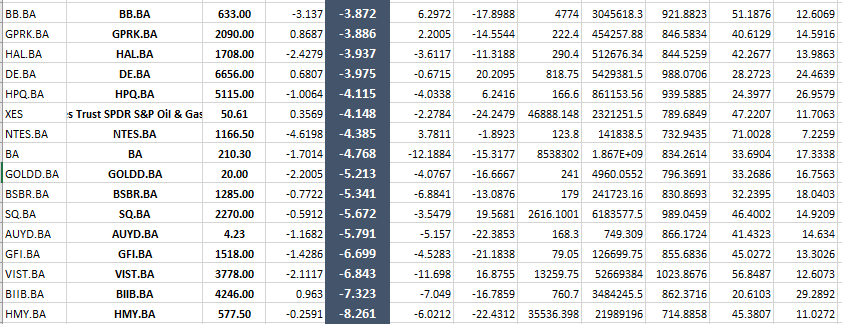 BB.BA BB.BA 633.00 -3.137 -3.872 6.2972 -17.8988 4774 3045618.3 921.8823 51.1876 12.6069
GPRK.BA GPRK.BA 2090.00 0.8687 -3.886 2.2005 -14.5544 222.4 454257.88 846.5834 40.6129 14.5916
HAL.BA HAL.BA 1708.00 -2.4279 -3.937 -3.6117 -11.3188 290.4 512676.34 844.5259 42.2677 13.9863
DE.BA DE.BA 6656.00 0.6807 -3.975 -0.6715 20.2095 818.75 5429381.5 988.0706 28.2723 24.4639
HPQ.BA HPQ.BA 5115.00 -1.0064 -4.115 -4.0338 6.2416 166.6 861153.56 939.5885 24.3977 26.9579
XES s Trust SPDR S&P Oil & Gas 50.61 0.3569 -4.148 -2.2784 -24.2479 46888.148 2321251.5 789.6849 47.2207 11.7063
NTES.BA NTES.BA 1166.50 -4.6198 -4.385 3.7811 -1.8923 123.8 141838.5 732.9435 71.0028 7.2259
BA BA 210.30 -1.7014 -4.768 -12.1884 -15.3177 8538302 1.867E+09 834.2614 33.6904 17.3338
GOLDD.BA GOLDD.BA 20.00 -2.2005 -5.213 -4.0767 -16.6667 241 4960.0552 796.3691 33.2686 16.7563
BSBR.BA BSBR.BA 1285.00 -0.7722 -5.341 -6.8841 -13.0876 179 241723.16 830.8693 32.2395 18.0403
SQ.BA SQ.BA 2270.00 -0.5912 -5.672 -3.5479 19.5681 2616.1001 6183577.5 989.0459 46.4002 14.9209
AUYD.BA AUYD.BA 4.23 -1.1682 -5.791 -5.157 -22.3853 168.3 749.309 866.1724 41.4323 14.634
GFI.BA GFI.BA 1518.00 -1.4286 -6.699 -4.5283 -21.1838 79.05 126699.75 855.6836 45.0272 13.3026
VIST.BA VIST.BA 3778.00 -2.1117 -6.843 -11.698 16.8755 13259.75 52669384 1023.8676 56.8487 12.6073
BIIB.BA BIIB.BA 4246.00 0.963 -7.323 -7.049 -16.7859 760.7 3484245.5 862.3716 20.6103 29.2892
HMY.BA HMY.BA 577.50 -0.2591 -8.261 -6.0212 -22.4312 35536.398 21989196 714.8858 45.3807 11.0272